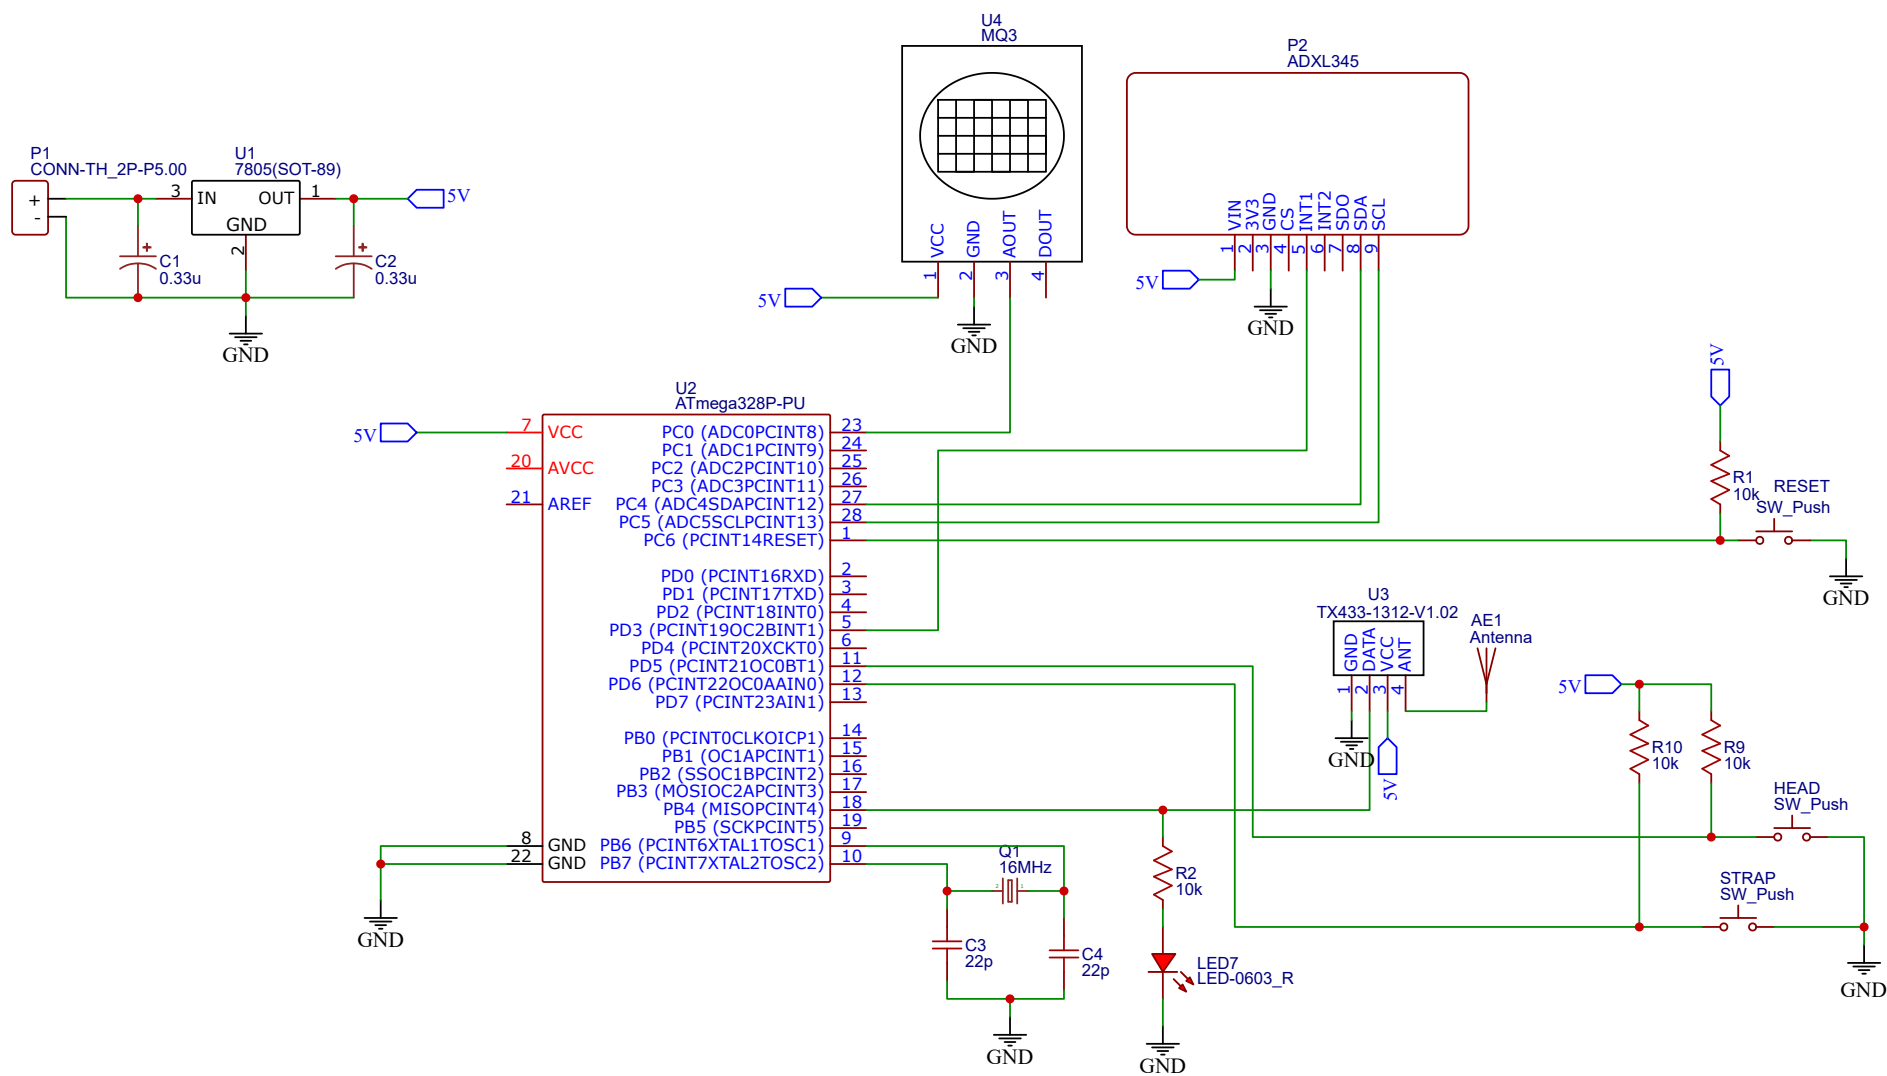 U4
MQ3
VCC
GND
AOUT
DOUT
1
2
3
4
5V
GND
P2
ADXL345
VIN
3V3
GND
CS
INT1
INT2
SDO
SDA
SCL
1
2
3
4
5
6
7
8
9
5V
GND
P1
CONN-TH_2P-P5.00
+
-
U1
7805(SOT-89)
3
IN
OUT
1
GND
2
5V
+
C1
0.33u
+
C2
0.33u
GND
U2
ATmega328P-PU
5V
7
VCC
20
AVCC
21
AREF
8
GND
22
GND
GND
PC0 (ADC0PCINT8)
23
PC1 (ADC1PCINT9)
24
PC2 (ADC2PCINT10)
25
PC3 (ADC3PCINT11)
26
PC4 (ADC4SDAPCINT12)
27
PC5 (ADC5SCLPCINT13)
28
PC6 (PCINT14RESET)
1
PD0 (PCINT16RXD)
2
PD1 (PCINT17TXD)
3
PD2 (PCINT18INT0)
4
PD3 (PCINT19OC2BINT1)
5
PD4 (PCINT20XCKT0)
6
PD5 (PCINT21OC0BT1)
11
PD6 (PCINT22OC0AAIN0)
12
PD7 (PCINT23AIN1)
13
PB0 (PCINT0CLKOICP1)
14
PB1 (OC1APCINT1)
15
PB2 (SSOC1BPCINT2)
16
PB3 (MOSIOC2APCINT3)
17
PB4 (MISOPCINT4)
18
PB5 (SCKPCINT5)
19
PB6 (PCINT6XTAL1TOSC1)
9
PB7 (PCINT7XTAL2TOSC2)
10
5V
R1
10k
RESET
SW_Push
GND
U3
TX433-1312-V1.02
GND
DATA
VCC
ANT
1
2
3
4
GND
5V
AE1
Antenna
5V
R10
10k
R9
10k
HEAD
SW_Push
STRAP
SW_Push
GND
Q1
16MHz
2
1
C3
22p
C4
22p
GND
R2
10k
LED7
LED-0603_R
GND